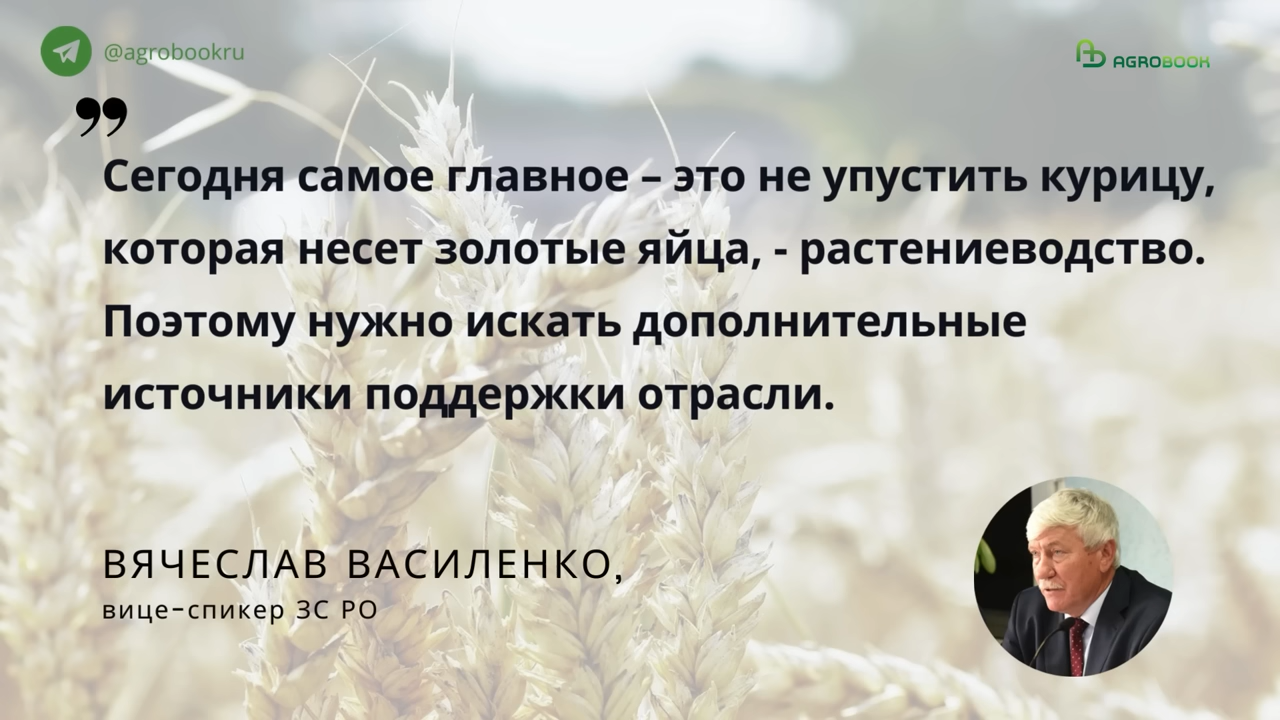 @agrobookru
AGROBOOK
Сегодня самое главное – это не упустить курицу,
которая несет золотые яйца, - растениеводство.
Поэтому нужно искать дополнительные
источники поддержки отрасли.
ВЯЧЕСЛАВ ВАСИЛЕНКО,
вице-спикер ЗС РО